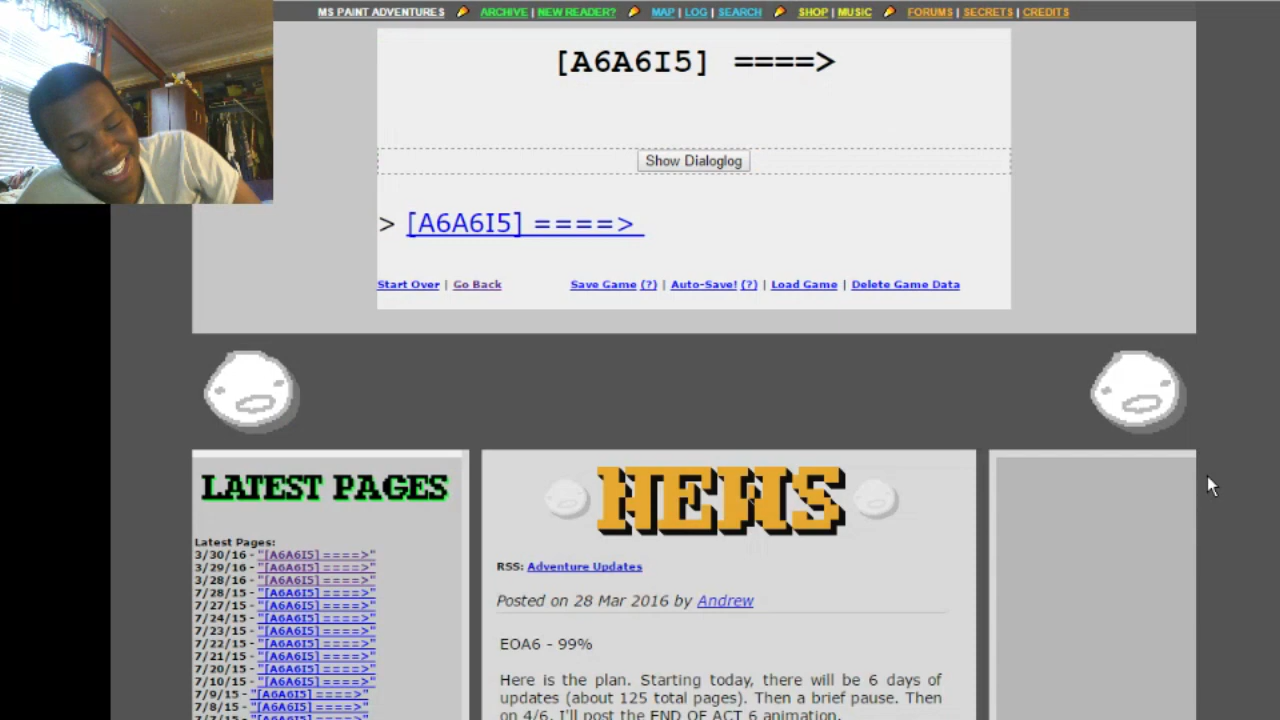 MS PAINT ADVENTURES ARCHIVE | NEW READER? MAP | LOG | SEARCH SHOP | MUSIC FORUMS | SECRETS | CREDITS
[A6A6I5] ====>
Show Dialoglog
> [A6A6I5] ====>
Start Over | Go Back Save Game (?) | Auto-Save! (?) | Load Game | Delete Game Data
LATEST PAGES
Latest Pages:
3/30/16 - "[A6A6I5] ====>"
3/29/16 - "[A6A6I5] ====>"
3/28/16 - "[A6A6I5] ====>"
7/28/15 - "[A6A6I5] ====>"
7/27/15 - "[A6A6I5] ====>"
7/24/15 - "[A6A6I5] ====>"
7/23/15 - "[A6A6I5] ====>"
7/22/15 - "[A6A6I5] ====>"
7/21/15 - "[A6A6I5] ====>"
7/20/15 - "[A6A6I5] ====>"
7/10/15 - "[A6A6I5] ====>"
7/9/15 - "[A6A6I5] ====>"
7/8/15 - "[A6A6I5] ====>"
7/7/15 - "[A6A6I5] ====>"
NEWS
RSS: Adventure Updates
Posted on 28 Mar 2016 by Andrew
EOA6 - 99%
Here is the plan. Starting today, there will be 6 days of
updates (about 125 total pages). Then a brief pause. Then
on 4/6, I'll post the END OF ACT 6 animation.